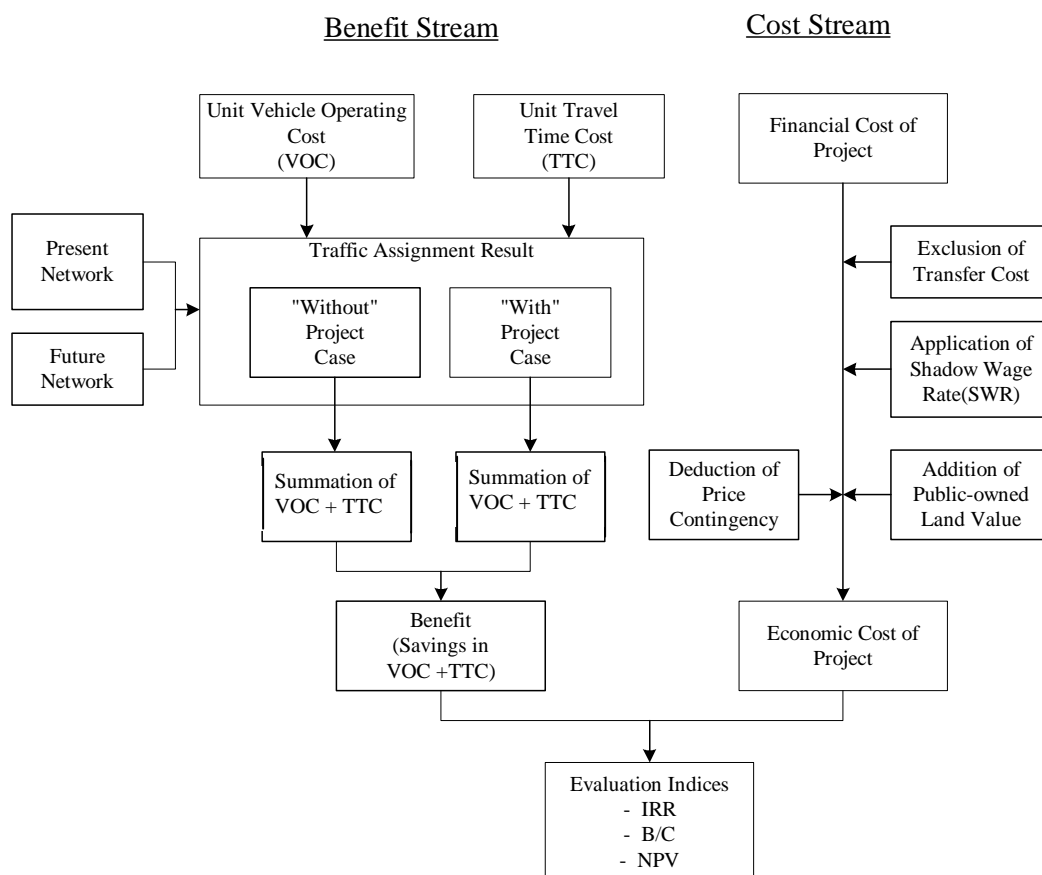 Benefit Stream
Cost Stream
Unit Vehicle Operating
Cost
(VOC)
Unit Travel
Time Cost
(TTC)
Financial Cost of
Project
Present
Network
Future
Network
Traffic Assignment Result
"Without"
Project
Case
"With"
Project
Case
Exclusion of
Transfer Cost
Application of
Shadow Wage
Rate(SWR)
Summation of
VOC + TTC
Summation of
VOC + TTC
Deduction of
Price
Contingency
Addition of
Public-owned
Land Value
Benefit
(Savings in
VOC +TTC)
Economic Cost of
Project
Evaluation Indices
- IRR
- B/C
- NPV